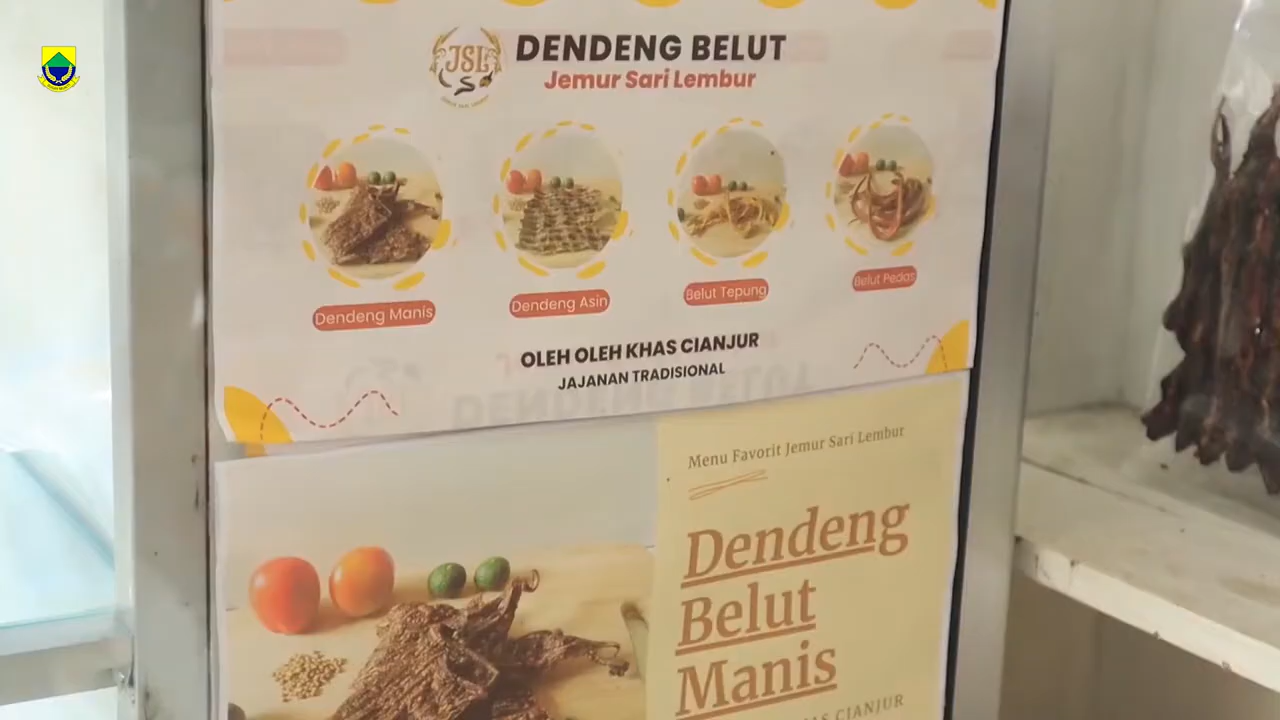 JSL
DENDENG BELUT
Jemur Sari Lembur
Dendeng Manis
Dendeng Asin
Belut Tepung
Belut Pedas
OLEH OLEH KHAS CIANJUR
JAJANAN TRADISIONAL
Menu Favorit Jemur Sari Lembur
Dendeng
Belut
Manis
CIANJUR